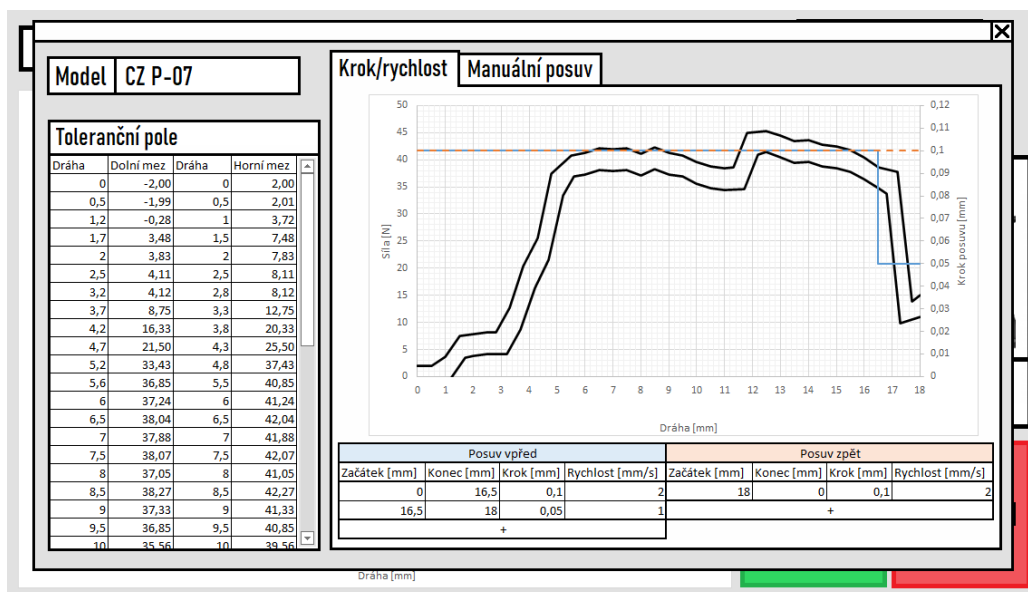 Model CZ P-07
Toleranční pole
Dráha Dolní mez Dráha Horní mez
0 -2,00 0 2,00
0,5 -1,99 0,5 2,01
1,2 -0,28 1 3,72
1,7 3,48 1,5 7,48
2 3,83 2 7,83
2,5 4,11 2,5 8,11
3,2 4,12 2,8 8,12
3,7 8,75 3,3 12,75
4,2 16,33 3,8 20,33
4,7 21,50 4,3 25,50
5,2 33,43 4,8 37,43
5,6 36,85 5,5 40,85
6 37,24 6 41,24
6,5 38,04 6,5 42,04
7 37,88 7 41,88
7,5 38,07 7,5 42,07
8 37,05 8 41,05
8,5 38,27 8,5 42,27
9 37,33 9 41,33
9,5 36,85 9,5 40,85
10 35,56 10 39,56
Krok/rychlost Manuální posuv
50
45
40
35
30
25
20
15
10
5
0
Síla [N]
0,12
0,11
0,1
0,09
0,08
0,07
0,06
0,05
0,04
0,03
0,02
0,01
0
Krok posuvu [mm]
0 1 2 3 4 5 6 7 8 9 10 11 12 13 14 15 16 17 18
Dráha [mm]
Posuv vpřed Posuv zpět
Začátek [mm] Konec [mm] Krok [mm] Rychlost [mm/s] Začátek [mm] Konec [mm] Krok [mm] Rychlost [mm/s]
0 16,5 0,1 2 18 0 0,1 2
16,5 18 0,05 1 +
+
Dráha [mm]